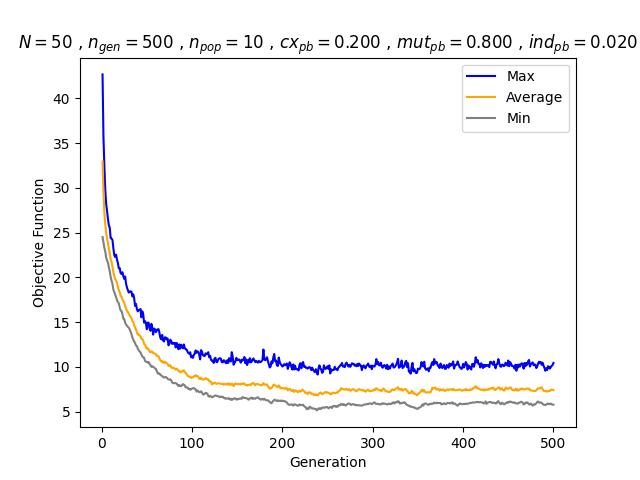 N = 50 , n_gen = 500 , n_pop = 10 , cx_pb = 0.200 , mut_pb = 0.800 , ind_pb = 0.020
Max
Average
Min
Objective Function
40
35
30
25
20
15
10
5
0 100 200 300 400 500
Generation